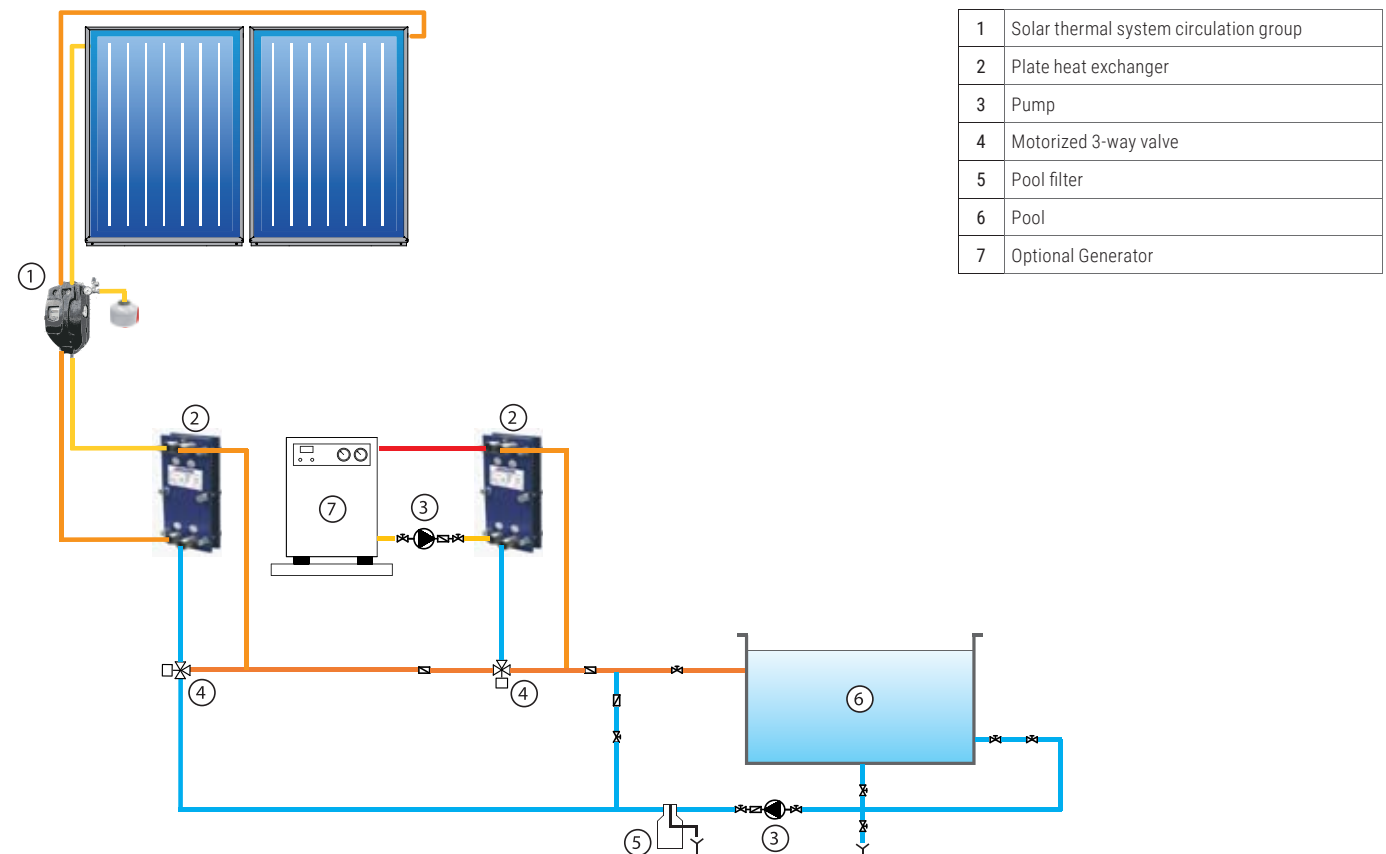 1 Solar thermal system circulation group
2 Plate heat exchanger
3 Pump
4 Motorized 3-way valve
5 Pool filter
6 Pool
7 Optional Generator
1
2
2
7
3
4
4
6
5
3